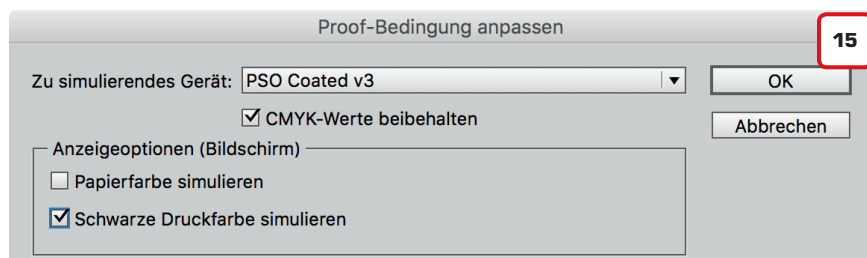 Proof-Bedingung anpassen
15
Zu simulierendes Gerät: PSO Coated v3
OK
CMYK-Werte beibehalten
Abbrechen
Anzeigeoptionen (Bildschirm)
Papierfarbe simulieren
Schwarze Druckfarbe simulieren